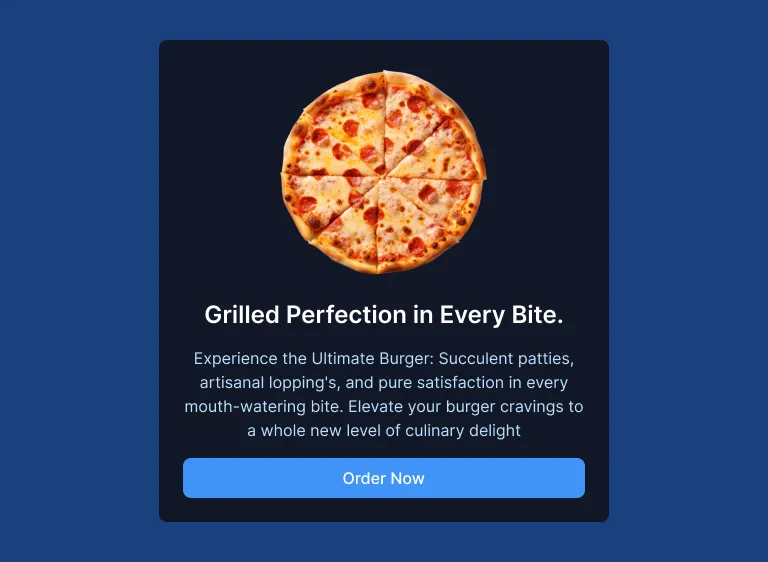 Grilled Perfection in Every Bite.
Experience the Ultimate Burger: Succulent patties,
artisanal lopping's, and pure satisfaction in every
mouth-watering bite. Elevate your burger cravings to
a whole new level of culinary delight
Order Now